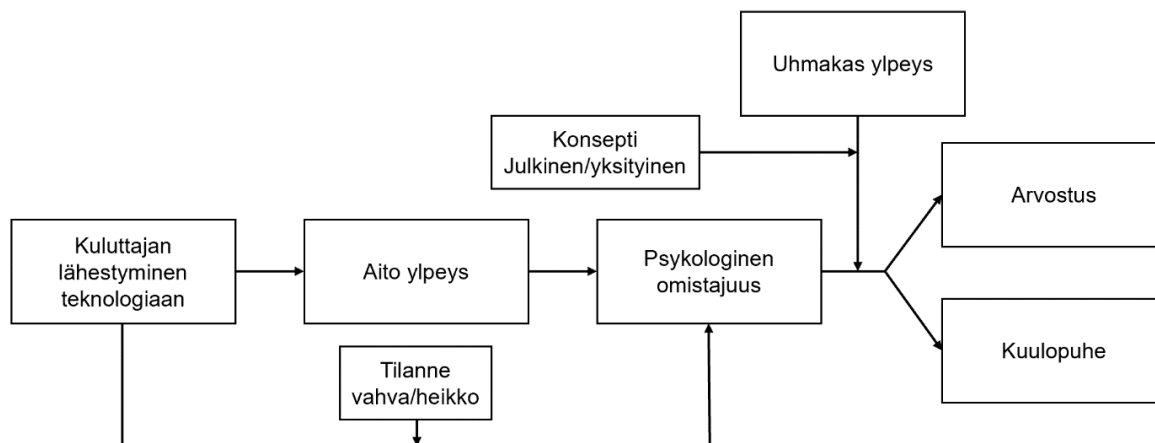 Uhmakas ylpeys
Konsepti
Julkinen/yksityinen
Arvostus
Kuluttajan
lähestyminen
teknologiaan
Aito ylpeys
Psykologinen
omistajuus
Kuulopuhe
Tilanne
vahva/heikko